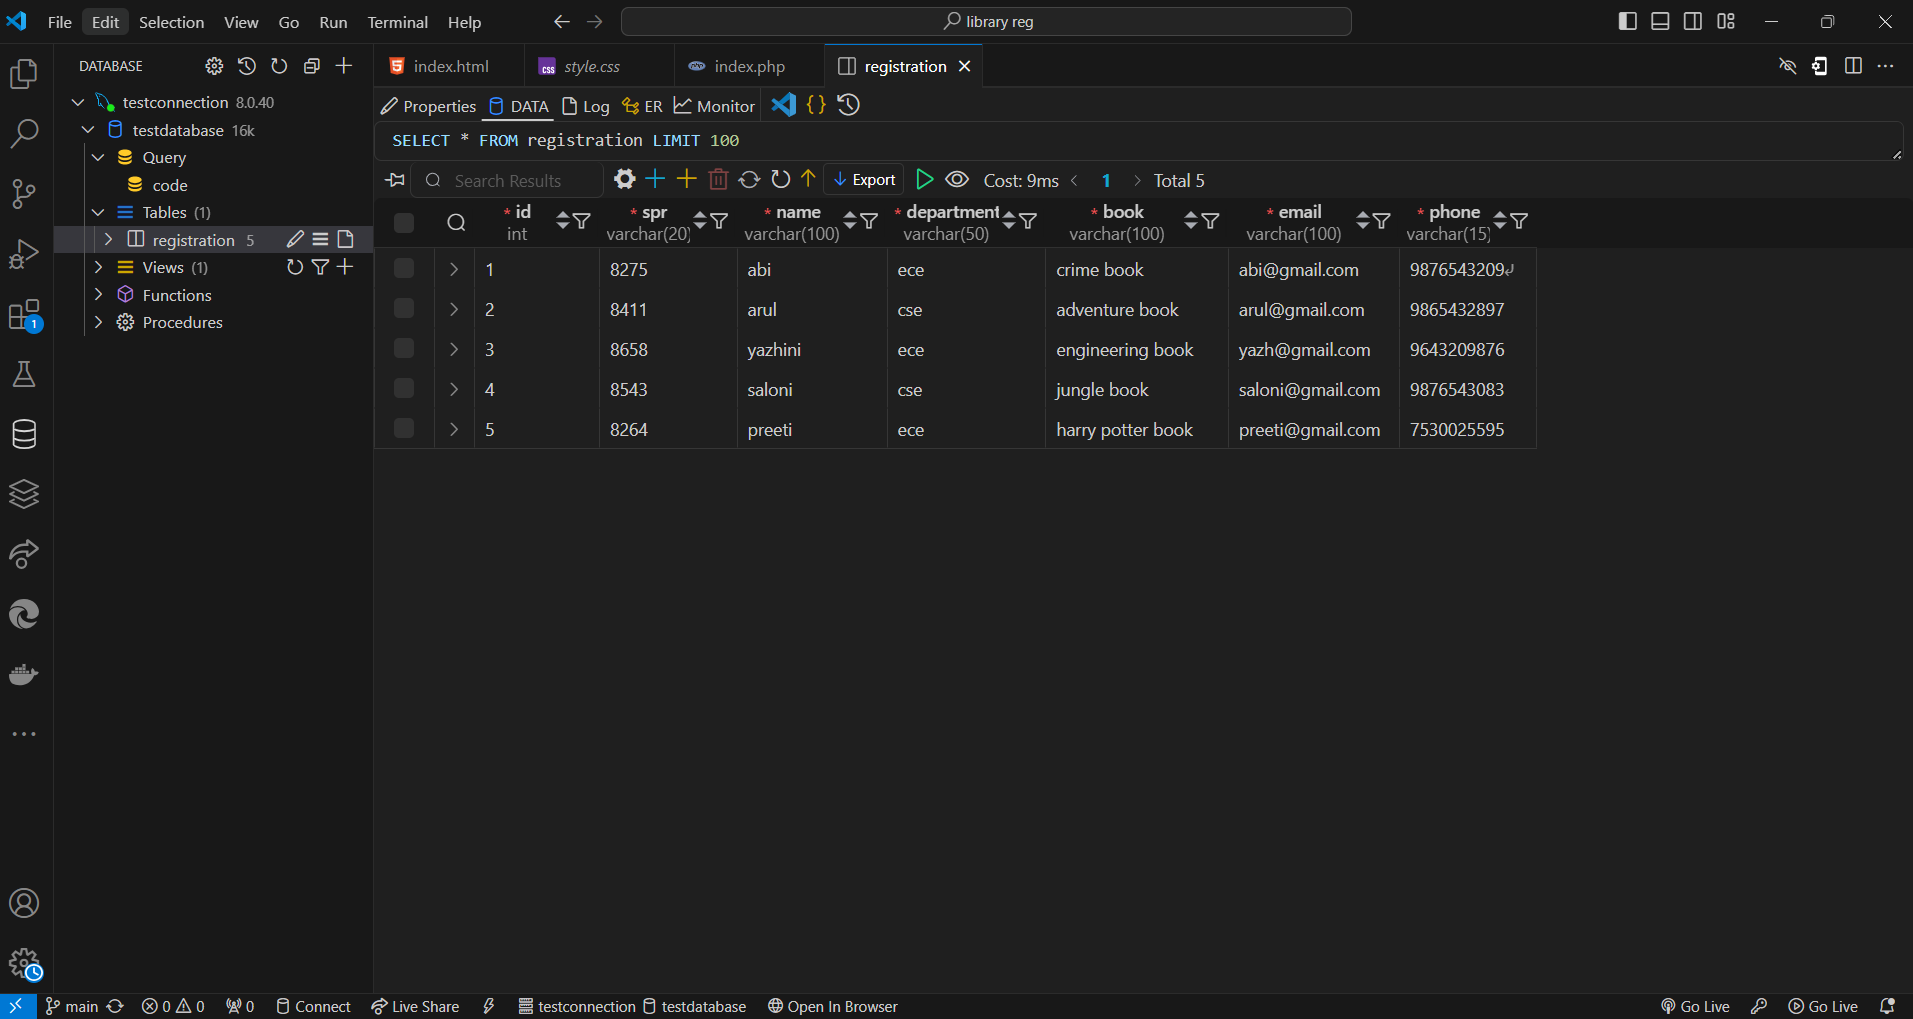 File Edit Selection View Go Run Terminal Help
library reg
DATABASE
testconnection 8.0.40
testdatabase 16k
Query
code
Tables (1)
registration 5
Views (1)
Functions
Procedures
1
index.html
style.css
index.php
registration
Properties DATA Log ER Monitor
SELECT * FROM registration LIMIT 100
Search Results
Export
Cost: 9ms 1 Total 5
* id * spr * name * department * book * email * phone
int varchar(20) varchar(100) varchar(50) varchar(100) varchar(100) varchar(15)
1 8275 abi ece crime book abi@gmail.com 9876543209↵
2 8411 arul cse adventure book arul@gmail.com 9865432897
3 8658 yazhini ece engineering book yazh@gmail.com 9643209876
4 8543 saloni cse jungle book saloni@gmail.com 9876543083
5 8264 preeti ece harry potter book preeti@gmail.com 7530025595
main 0 0 0 Connect Live Share testconnection testdatabase Open In Browser Go Live Go Live